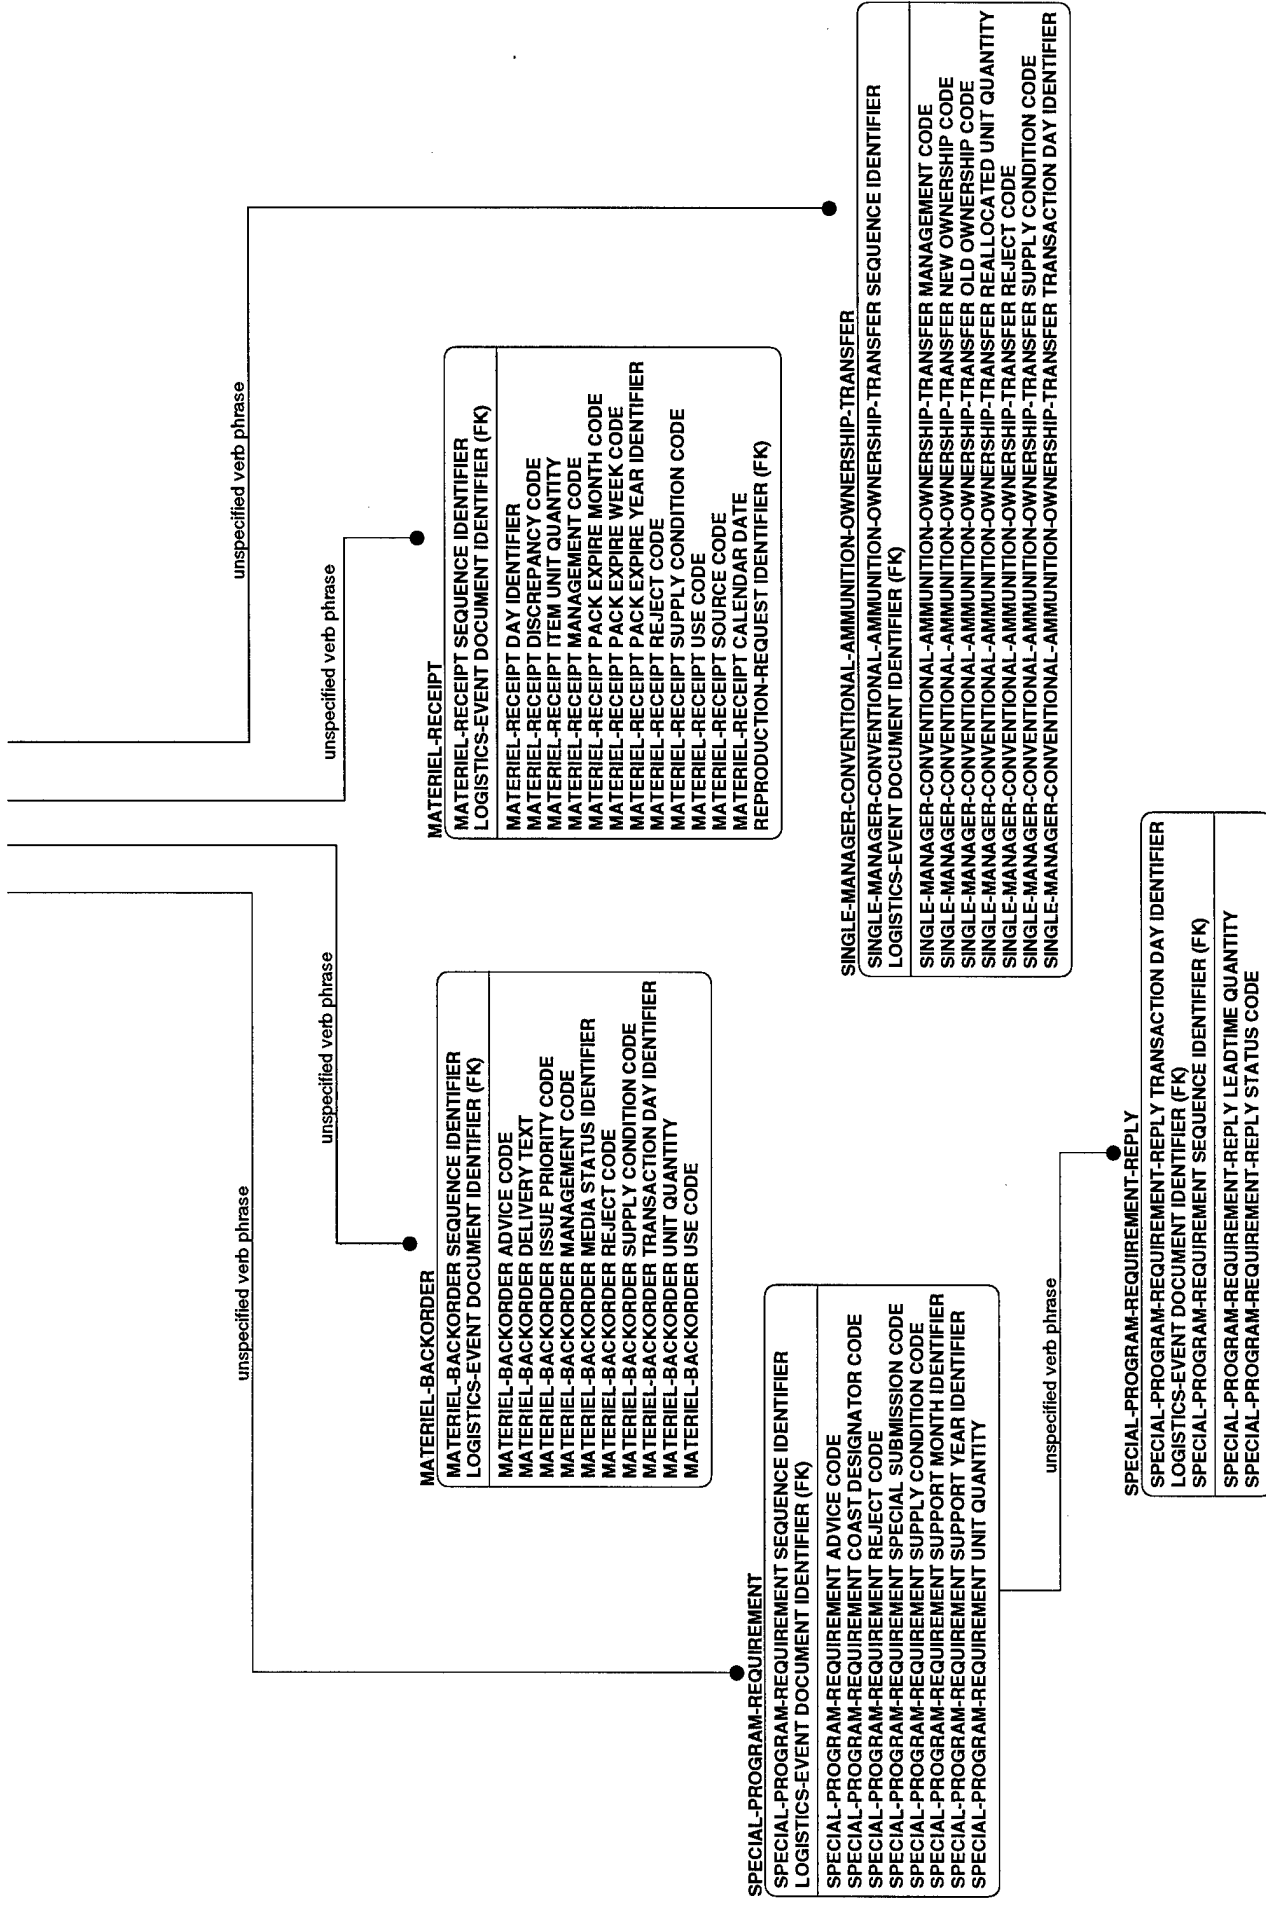 unspecified verb phrase
unspecified verb phrase
unspecified verb phrase
unspecified verb phrase
MATERIEL-BACKORDER
MATERIEL-BACKORDER SEQUENCE IDENTIFIER
LOGISTICS-EVENT DOCUMENT IDENTIFIER (FK)
MATERIEL-BACKORDER ADVICE CODE
MATERIEL-BACKORDER DELIVERY TEXT
MATERIEL-BACKORDER ISSUE PRIORITY CODE
MATERIEL-BACKORDER MANAGEMENT CODE
MATERIEL-BACKORDER MEDIA STATUS IDENTIFIER
MATERIEL-BACKORDER REJECT CODE
MATERIEL-BACKORDER SUPPLY CONDITION CODE
MATERIEL-BACKORDER TRANSACTION DAY IDENTIFIER
MATERIEL-BACKORDER UNIT QUANTITY
MATERIEL-BACKORDER USE CODE
MATERIEL-RECEIPT
MATERIEL-RECEIPT SEQUENCE IDENTIFIER
LOGISTICS-EVENT DOCUMENT IDENTIFIER (FK)
MATERIEL-RECEIPT DAY IDENTIFIER
MATERIEL-RECEIPT DISCREPANCY CODE
MATERIEL-RECEIPT ITEM UNIT QUANTITY
MATERIEL-RECEIPT MANAGEMENT CODE
MATERIEL-RECEIPT PACK EXPIRE MONTH CODE
MATERIEL-RECEIPT PACK EXPIRE WEEK CODE
MATERIEL-RECEIPT PACK EXPIRE YEAR IDENTIFIER
MATERIEL-RECEIPT REJECT CODE
MATERIEL-RECEIPT SUPPLY CONDITION CODE
MATERIEL-RECEIPT USE CODE
MATERIEL-RECEIPT SOURCE CODE
MATERIEL-RECEIPT CALENDAR DATE
REPRODUCTION-REQUEST IDENTIFIER (FK)
SPECIAL-PROGRAM-REQUIREMENT
SPECIAL-PROGRAM-REQUIREMENT SEQUENCE IDENTIFIER
LOGISTICS-EVENT DOCUMENT IDENTIFIER (FK)
SPECIAL-PROGRAM-REQUIREMENT ADVICE CODE
SPECIAL-PROGRAM-REQUIREMENT COAST DESIGNATOR CODE
SPECIAL-PROGRAM-REQUIREMENT REJECT CODE
SPECIAL-PROGRAM-REQUIREMENT SPECIAL SUBMISSION CODE
SPECIAL-PROGRAM-REQUIREMENT SUPPLY CONDITION CODE
SPECIAL-PROGRAM-REQUIREMENT SUPPORT MONTH IDENTIFIER
SPECIAL-PROGRAM-REQUIREMENT SUPPORT YEAR IDENTIFIER
SPECIAL-PROGRAM-REQUIREMENT UNIT QUANTITY
SINGLE-MANAGER-CONVENTIONAL-AMMUNITION-OWNERSHIP-TRANSFER
SINGLE-MANAGER-CONVENTIONAL-AMMUNITION-OWNERSHIP-TRANSFER SEQUENCE IDENTIFIER
LOGISTICS-EVENT DOCUMENT IDENTIFIER (FK)
SINGLE-MANAGER-CONVENTIONAL-AMMUNITION-OWNERSHIP-TRANSFER MANAGEMENT CODE
SINGLE-MANAGER-CONVENTIONAL-AMMUNITION-OWNERSHIP-TRANSFER NEW OWNERSHIP CODE
SINGLE-MANAGER-CONVENTIONAL-AMMUNITION-OWNERSHIP-TRANSFER OLD OWNERSHIP CODE
SINGLE-MANAGER-CONVENTIONAL-AMMUNITION-OWNERSHIP-TRANSFER REALLOCATED UNIT QUANTITY
SINGLE-MANAGER-CONVENTIONAL-AMMUNITION-OWNERSHIP-TRANSFER REJECT CODE
SINGLE-MANAGER-CONVENTIONAL-AMMUNITION-OWNERSHIP-TRANSFER SUPPLY CONDITION CODE
SINGLE-MANAGER-CONVENTIONAL-AMMUNITION-OWNERSHIP-TRANSFER TRANSACTION DAY IDENTIFIER
unspecified verb phrase
SPECIAL-PROGRAM-REQUIREMENT-REPLY
SPECIAL-PROGRAM-REQUIREMENT-REPLY TRANSACTION DAY IDENTIFIER
LOGISTICS-EVENT DOCUMENT IDENTIFIER (FK)
SPECIAL-PROGRAM-REQUIREMENT SEQUENCE IDENTIFIER (FK)
SPECIAL-PROGRAM-REQUIREMENT-REPLY LEADTIME QUANTITY
SPECIAL-PROGRAM-REQUIREMENT-REPLY STATUS CODE